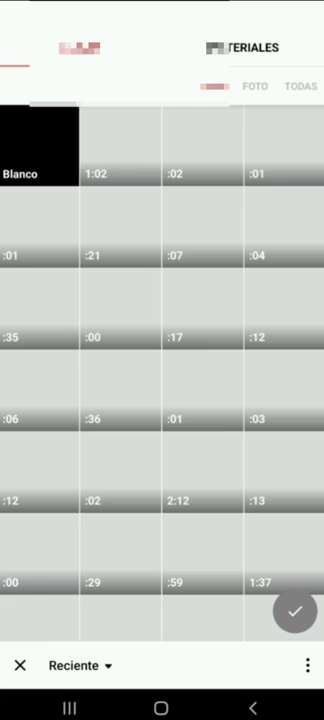 TERIALES
FOTO TODAS
Blanco 1:02 :02 :01
:01 :21 :07 :04
:35 :00 :17 :12
:06 :36 :01 :03
:12 :02 2:12 :13
:00 :29 :59 1:37
Reciente